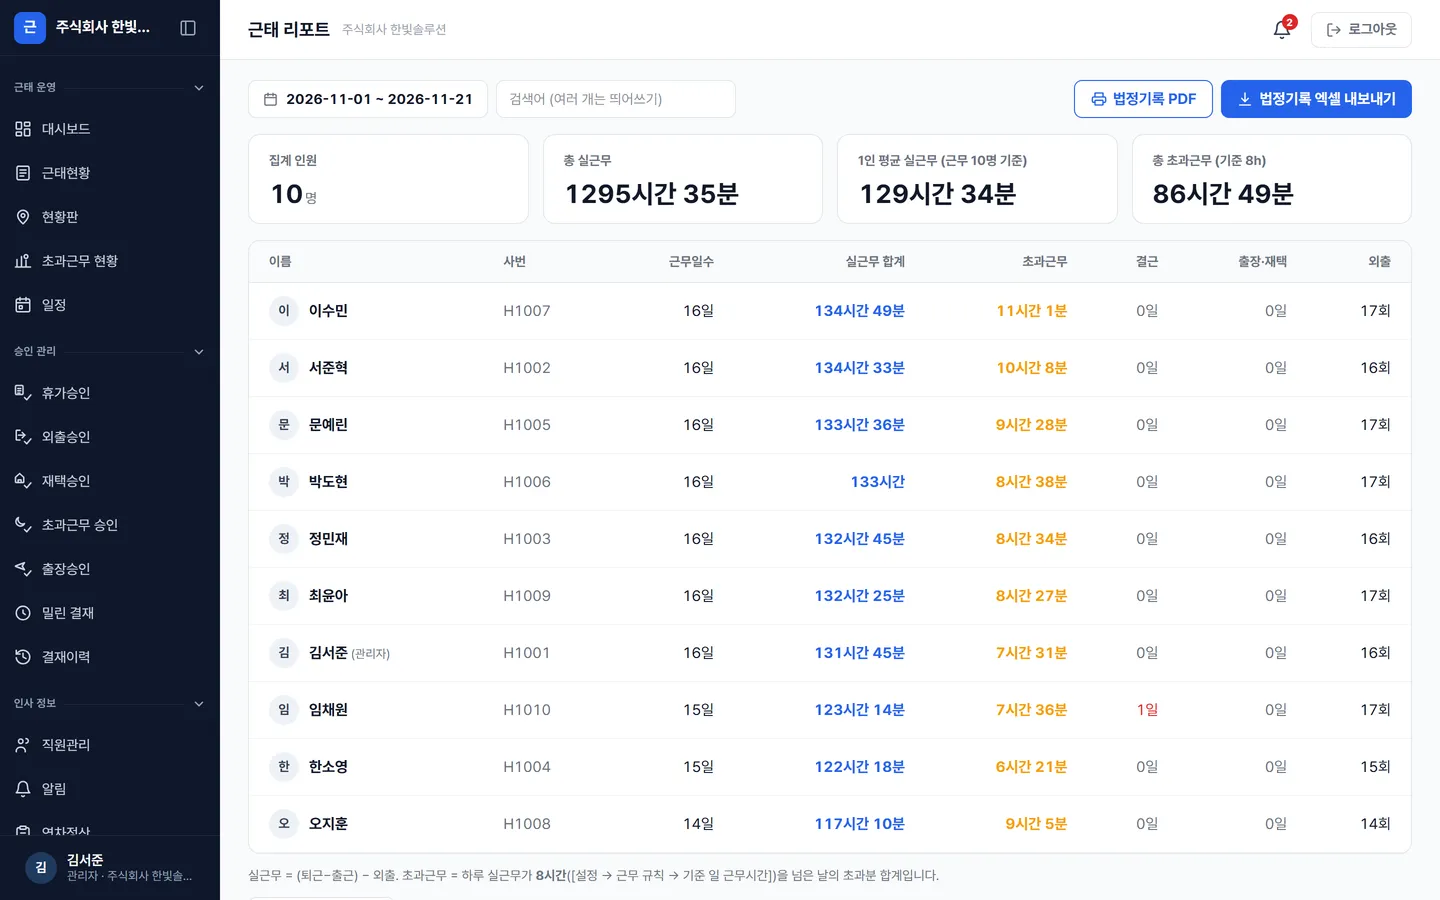 근
주식회사 한빛...
근태 운영
대시보드
근태현황
현황판
초과근무 현황
일정
승인 관리
휴가승인
외출승인
재택승인
초과근무 승인
출장승인
밀린 결재
결재이력
인사 정보
직원관리
알림
연차정산
김
김서준
관리자 · 주식회사 한빛솔...
근태 리포트 주식회사 한빛솔루션
2
로그아웃
2026-11-01 ~ 2026-11-21
검색어 (여러 개는 띄어쓰기)
법정기록 PDF
법정기록 엑셀 내보내기
집계 인원
10명
총 실근무
1295시간 35분
1인 평균 실근무 (근무 10명 기준)
129시간 34분
총 초과근무 (기준 8h)
86시간 49분
이름 사번 근무일수 실근무 합계 초과근무 결근 출장·재택 외출
이 이수민 H1007 16일 134시간 49분 11시간 1분 0일 0일 17회
서 서준혁 H1002 16일 134시간 33분 10시간 8분 0일 0일 16회
문 문예린 H1005 16일 133시간 36분 9시간 28분 0일 0일 17회
박 박도현 H1006 16일 133시간 8시간 38분 0일 0일 17회
정 정민재 H1003 16일 132시간 45분 8시간 34분 0일 0일 16회
최 최윤아 H1009 16일 132시간 25분 8시간 27분 0일 0일 17회
김 김서준 (관리자) H1001 16일 131시간 45분 7시간 31분 0일 0일 16회
임 임채원 H1010 15일 123시간 14분 7시간 36분 1일 0일 17회
한 한소영 H1004 15일 122시간 18분 6시간 21분 0일 0일 15회
오 오지훈 H1008 14일 117시간 10분 9시간 5분 0일 0일 14회
실근무 = (퇴근−출근) − 외출. 초과근무 = 하루 실근무가 8시간([설정 → 근무 규칙 → 기준 일 근무시간])을 넘은 날의 초과분 합계입니다.